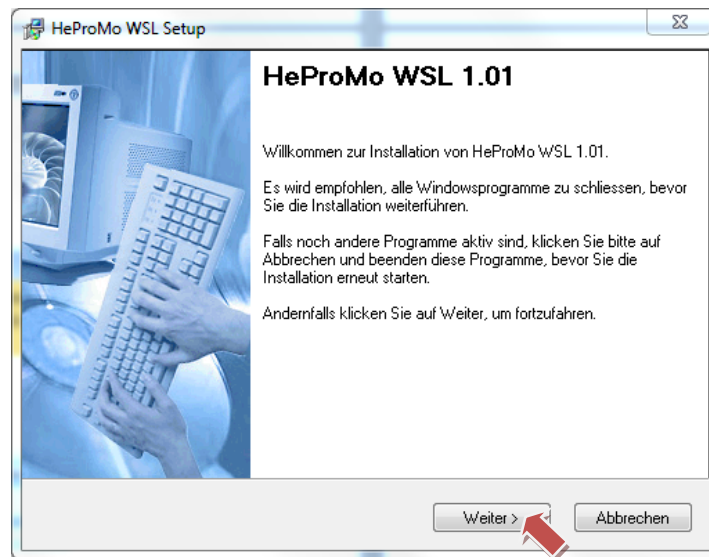 HeProMo WSL Setup
HeProMo WSL 1.01
Willkommen zur Installation von HeProMo WSL 1.01.
Es wird empfohlen, alle Windowsprogramme zu schliessen, bevor
Sie die Installation weiterführen.
Falls noch andere Programme aktiv sind, klicken Sie bitte auf
Abbrechen und beenden diese Programme, bevor Sie die
Installation erneut starten.
Andernfalls klicken Sie auf Weiter, um fortzufahren.
Weiter >
Abbrechen